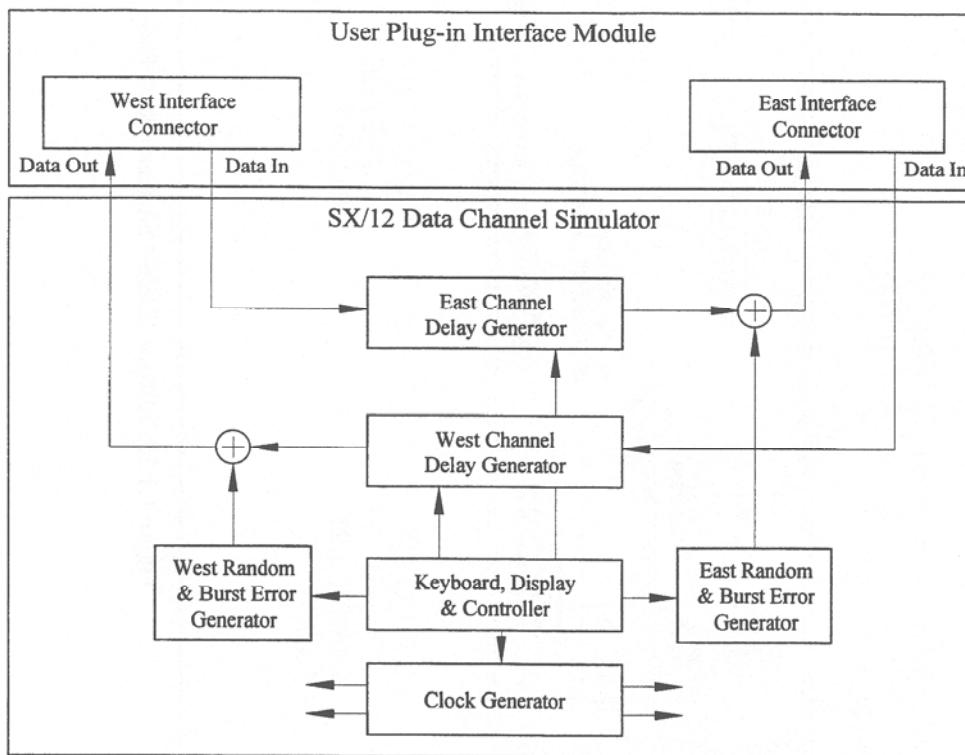 User Plug-in Interface Module
West Interface
Connector
East Interface
Connector
Data Out
Data In
Data Out
Data In
SX/12 Data Channel Simulator
East Channel
Delay Generator
West Channel
Delay Generator
West Random
& Burst Error
Generator
Keyboard, Display
& Controller
East Random
& Burst Error
Generator
Clock Generator